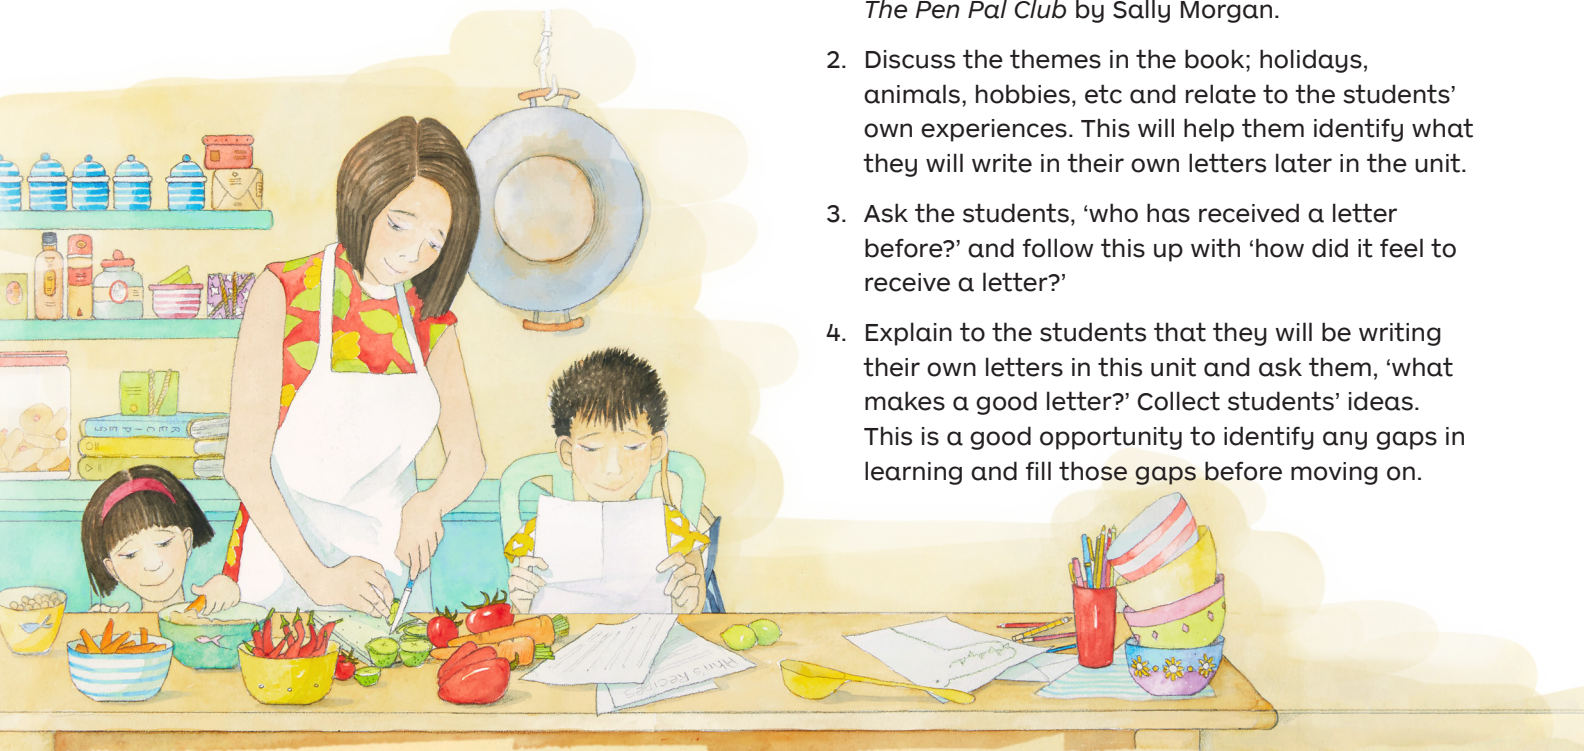 The Pen Pal Club by Sally Morgan.
2. Discuss the themes in the book; holidays,
animals, hobbies, etc and relate to the students’
own experiences. This will help them identify what
they will write in their own letters later in the unit.
3. Ask the students, ‘who has received a letter
before?’ and follow this up with ‘how did it feel to
receive a letter?’
4. Explain to the students that they will be writing
their own letters in this unit and ask them, ‘what
makes a good letter?’ Collect students’ ideas.
This is a good opportunity to identify any gaps in
learning and fill those gaps before moving on.
RECIPES
Phi's Recipes